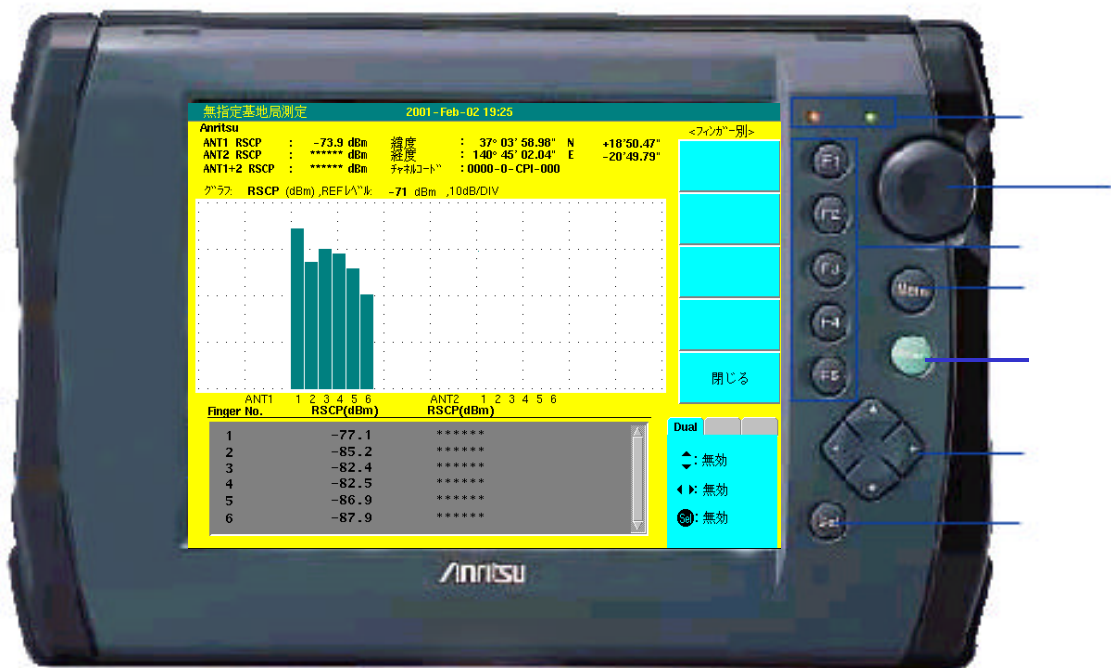 無指定基地局測定 2001-Feb-02 19:25
Anritsu
ANT1 RSCP : -73.9 dBm 緯度 : 37° 03' 58.98" N +18'50.47"
ANT2 RSCP : ****** dBm 経度 : 140° 45' 02.04" E -20'49.79"
ANT1+2 RSCP : ****** dBm ﾁｬﾈﾙｺｰﾄﾞ : 0000-0-CPI-000
ｸﾞﾗﾌ: RSCP (dBm) ,REFﾚﾍﾞﾙ: -71 dBm ,10dB/DIV
<ﾌｨﾝｶﾞｰ別>
閉じる
ANT1 1 2 3 4 5 6 ANT2 1 2 3 4 5 6
Finger No. RSCP(dBm) RSCP(dBm)
1 -77.1 ******
2 -85.2 ******
3 -82.4 ******
4 -82.5 ******
5 -86.9 ******
6 -87.9 ******
Dual
: 無効
: 無効
Sel: 無効
F1
F2
F3
F4
F5
Menu
Sel
Anritsu